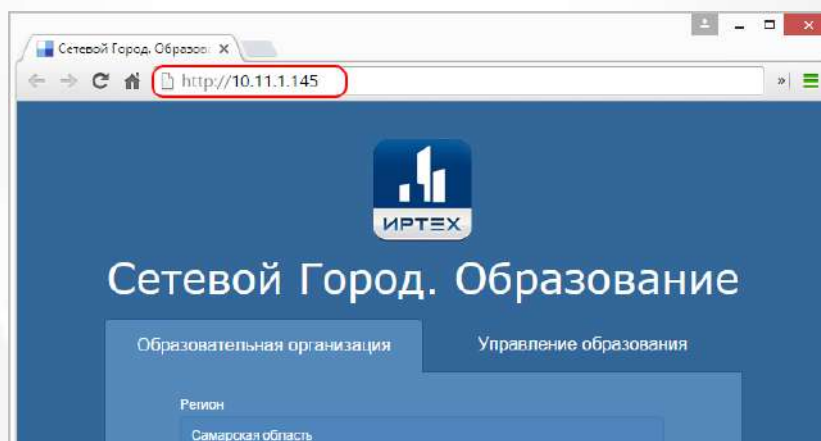 Сетевой Город. Образов
http://10.11.1.145
»
ИРТЕХ
Сетевой Город. Образование
Образовательная организация
Управление образования
Регион
Самарская область